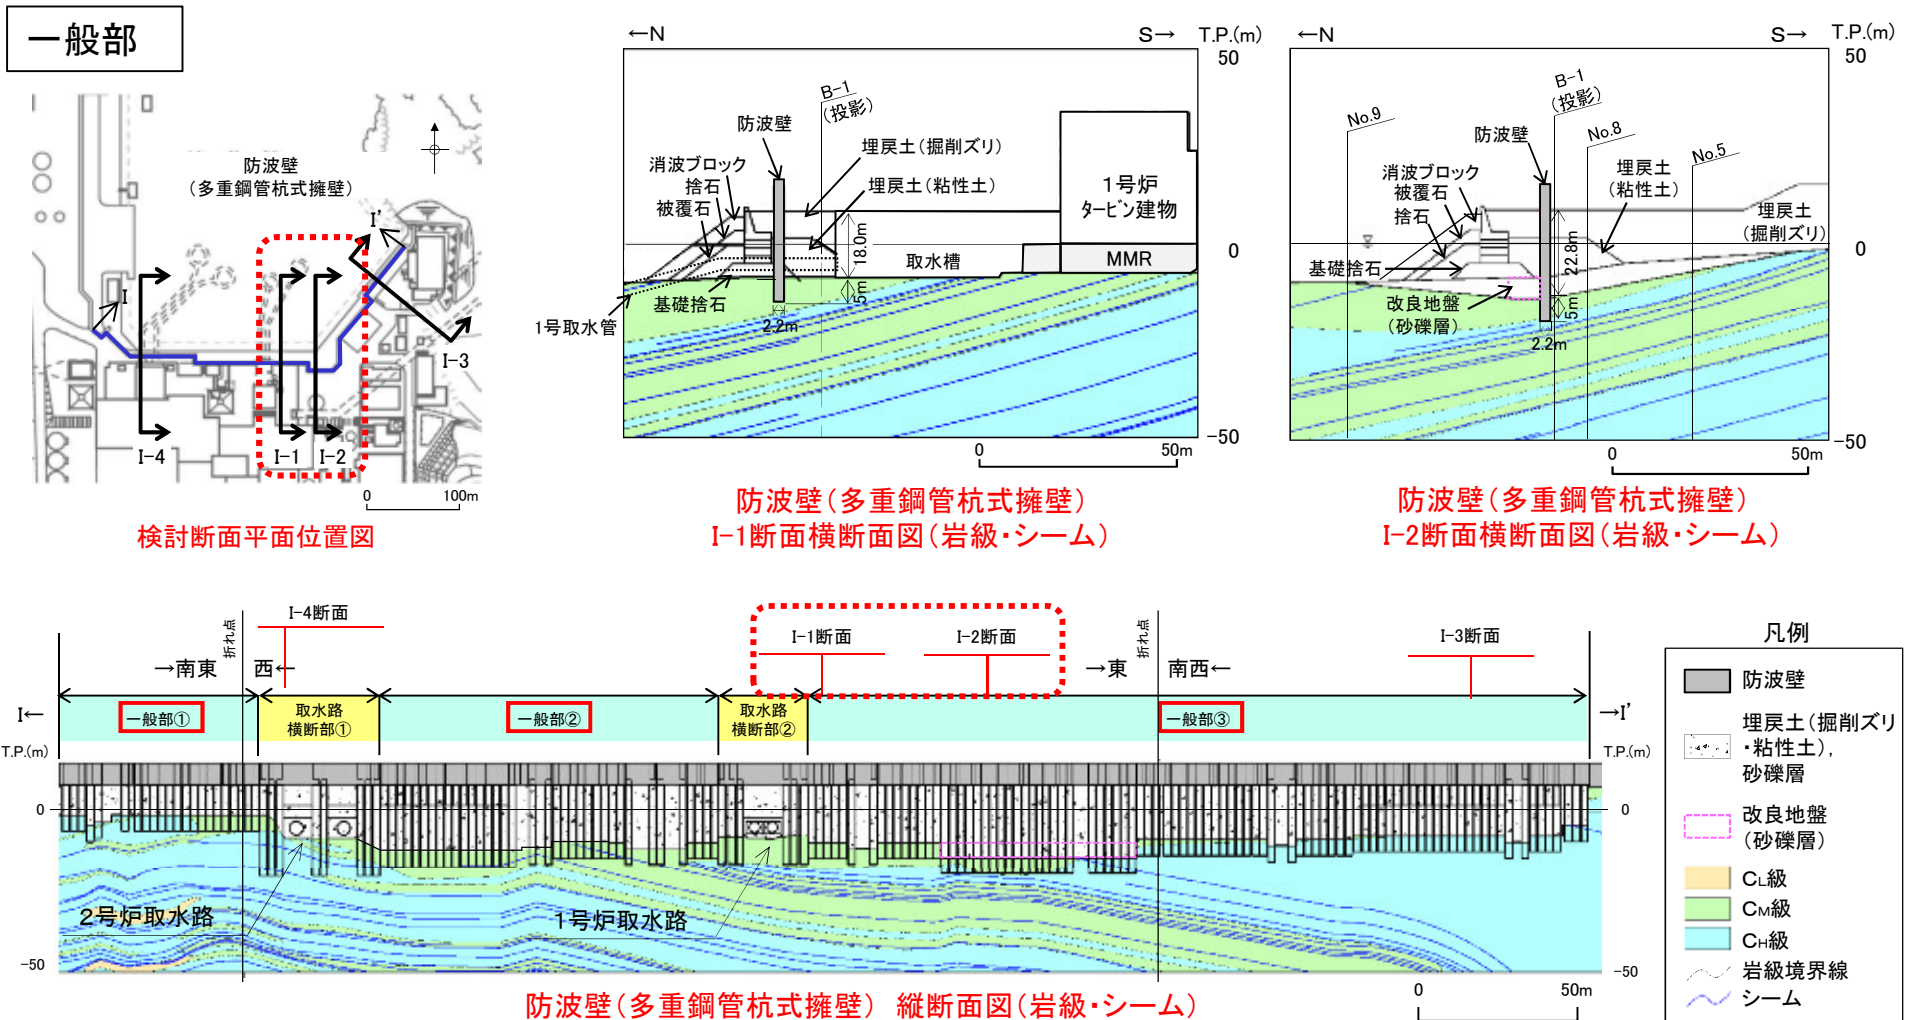 一般部
防波壁
(多重鋼管杭式擁壁)
I'
I
I-3
I-4
I-1
I-2
0 100m
検討断面平面位置図
←N
S→
T.P.(m)
50
B-1
(投影)
防波壁
埋戻土(掘削ズリ)
消波ブロック
捨石
被覆石
埋戻土(粘性土)
1号炉
タービン建物
18.0m
0
取水槽
MMR
5m
基礎捨石
2.2m
1号取水管
-50
0 50m
防波壁(多重鋼管杭式擁壁)
I-1断面横断面図(岩級・シーム)
←N
S→
T.P.(m)
50
B-1
(投影)
No.9
防波壁
No.8
No.5
消波ブロック
被覆石
捨石
埋戻土
(粘性土)
埋戻土
(掘削ズリ)
0
22.8m
基礎捨石
改良地盤
(砂礫層)
5m
2.2m
-50
0 50m
防波壁(多重鋼管杭式擁壁)
I-2断面横断面図(岩級・シーム)
折れ点
I-4断面
I-1断面
I-2断面
折れ点
I-3断面
→南東
西←
→東
南西←
I←
一般部①
取水路
横断部①
一般部②
取水路
横断部②
一般部③
→I'
T.P.(m)
T.P.(m)
0
0
2号炉取水路
1号炉取水路
-50
-50
防波壁(多重鋼管杭式擁壁) 縦断面図(岩級・シーム)
0 50m
凡例
防波壁
埋戻土(掘削ズリ
・粘性土),
砂礫層
改良地盤
(砂礫層)
CL級
CM級
CH級
岩級境界線
シーム